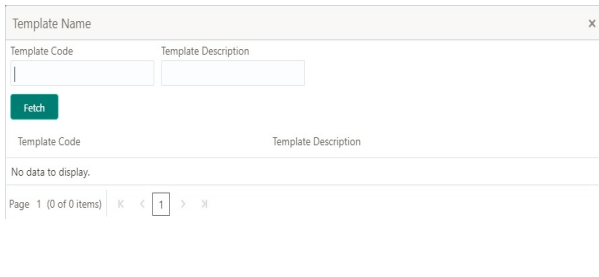 Template Name ×
Template Code Template Description
Fetch
Template Code Template Description
No data to display.
Page 1 (0 of 0 items) K < 1 > Ꞁ